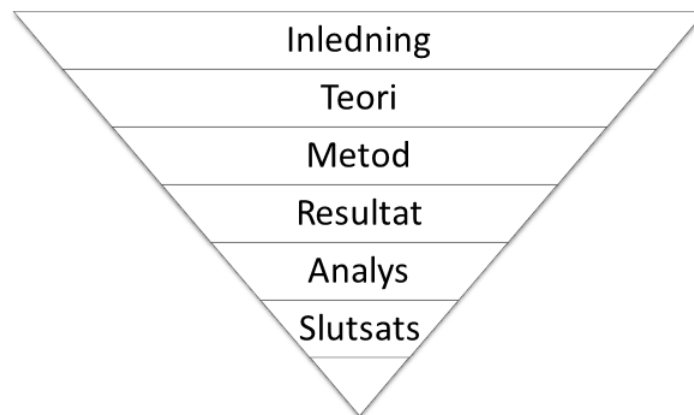 Inledning
Teori
Metod
Resultat
Analys
Slutsats